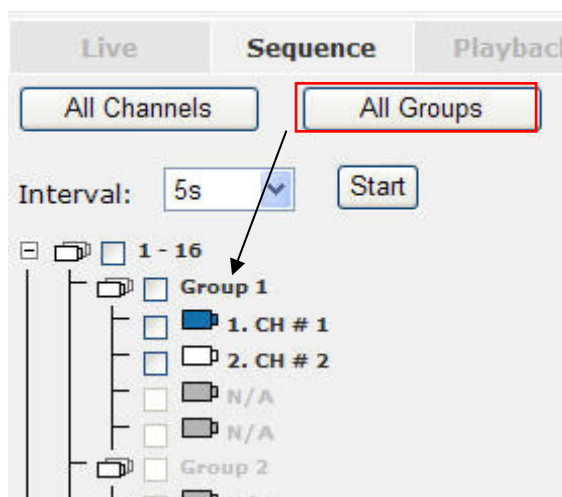 Live Sequence Playbac
All Channels All Groups
Interval: 5s Start
1 - 16
Group 1
1. CH # 1
2. CH # 2
N/A
N/A
Group 2